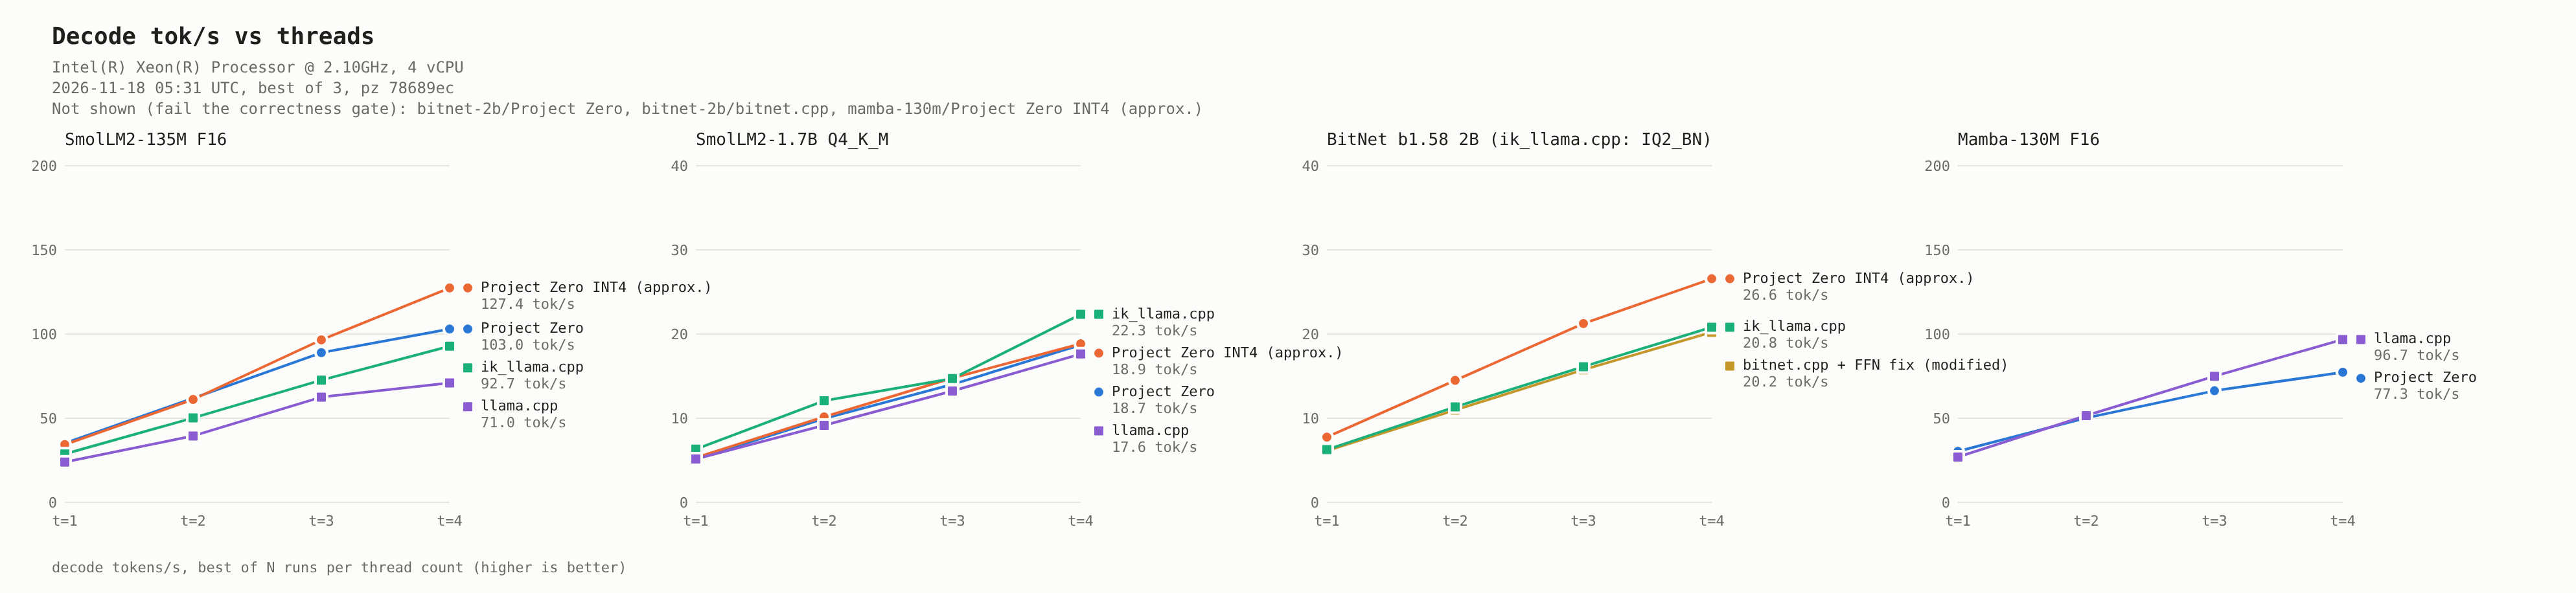 Decode tok/s vs threads
Intel(R) Xeon(R) Processor @ 2.10GHz, 4 vCPU
2026-11-18 05:31 UTC, best of 3, pz 78689ec
Not shown (fail the correctness gate): bitnet-2b/Project Zero, bitnet-2b/bitnet.cpp, mamba-130m/Project Zero INT4 (approx.)
SmolLM2-135M F16
200
150
100
50
0
t=1
t=2
t=3
t=4
Project Zero INT4 (approx.)
127.4 tok/s
Project Zero
103.0 tok/s
ik_llama.cpp
92.7 tok/s
llama.cpp
71.0 tok/s
SmolLM2-1.7B Q4_K_M
40
30
20
10
0
t=1
t=2
t=3
t=4
ik_llama.cpp
22.3 tok/s
Project Zero INT4 (approx.)
18.9 tok/s
Project Zero
18.7 tok/s
llama.cpp
17.6 tok/s
BitNet b1.58 2B (ik_llama.cpp: IQ2_BN)
40
30
20
10
0
t=1
t=2
t=3
t=4
Project Zero INT4 (approx.)
26.6 tok/s
ik_llama.cpp
20.8 tok/s
bitnet.cpp + FFN fix (modified)
20.2 tok/s
Mamba-130M F16
200
150
100
50
0
t=1
t=2
t=3
t=4
llama.cpp
96.7 tok/s
Project Zero
77.3 tok/s
decode tokens/s, best of N runs per thread count (higher is better)